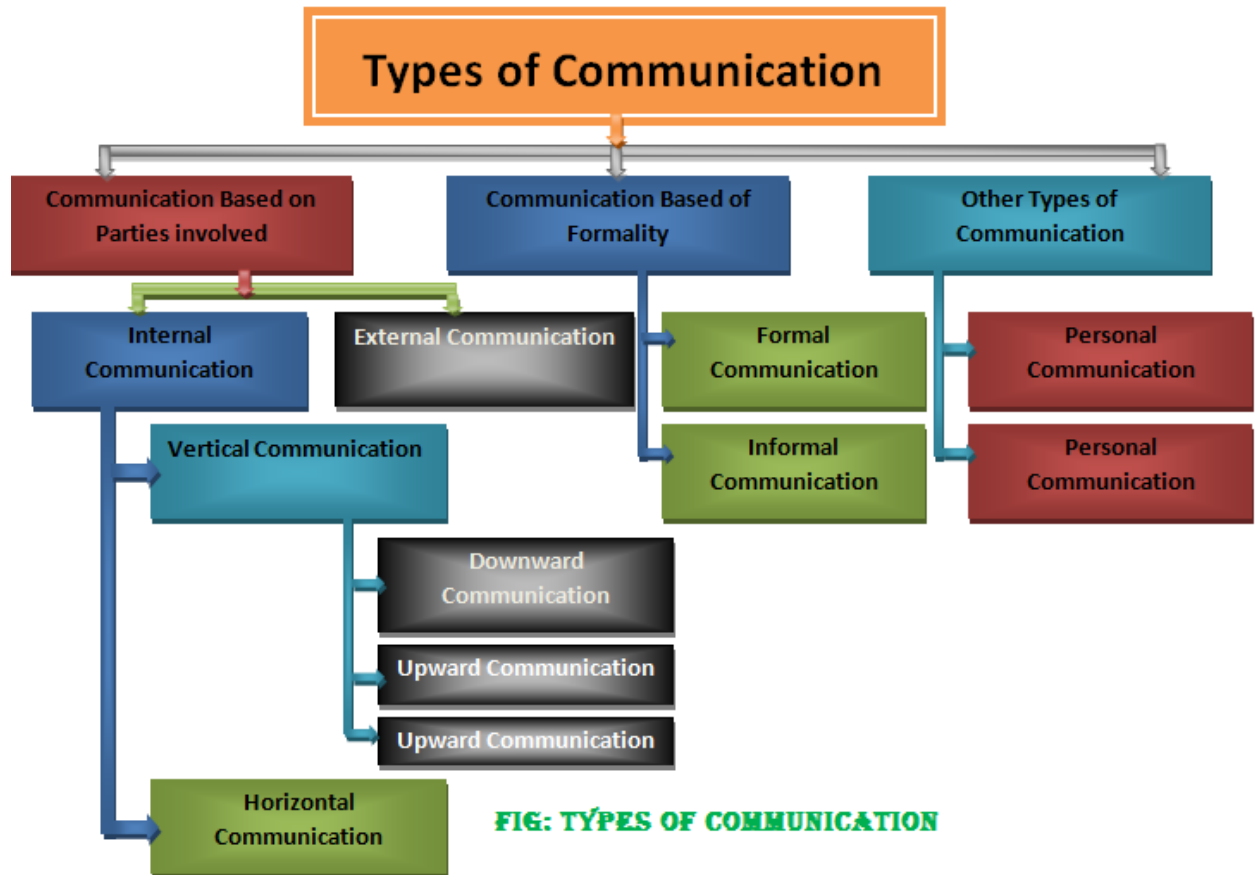 Types of Communication
Communication Based on
Parties involved
Communication Based of
Formality
Other Types of
Communication
Internal
Communication
External Communication
Formal
Communication
Personal
Communication
Vertical Communication
Informal
Communication
Personal
Communication
Downward
Communication
Upward Communication
Upward Communication
Horizontal
Communication
FIG: TYPES OF COMMUNICATION